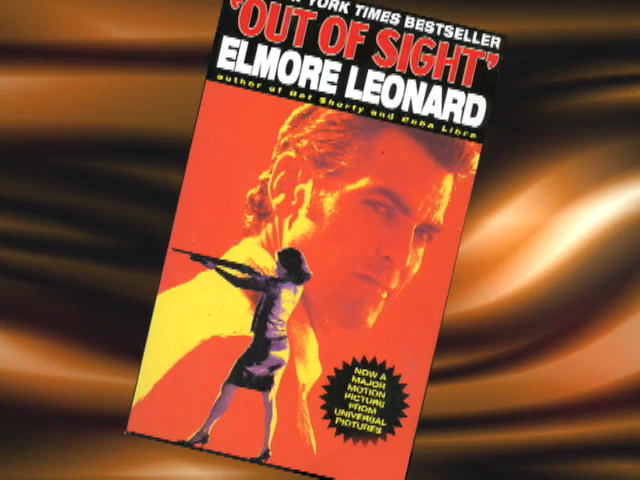 YORK TIMES BESTSELLER
"OUT OF SIGHT"
ELMORE LEONARD
author of Get Shorty and Cuba Libre
NOW A
MAJOR
MOTION
PICTURE
FROM
UNIVERSAL
PICTURES